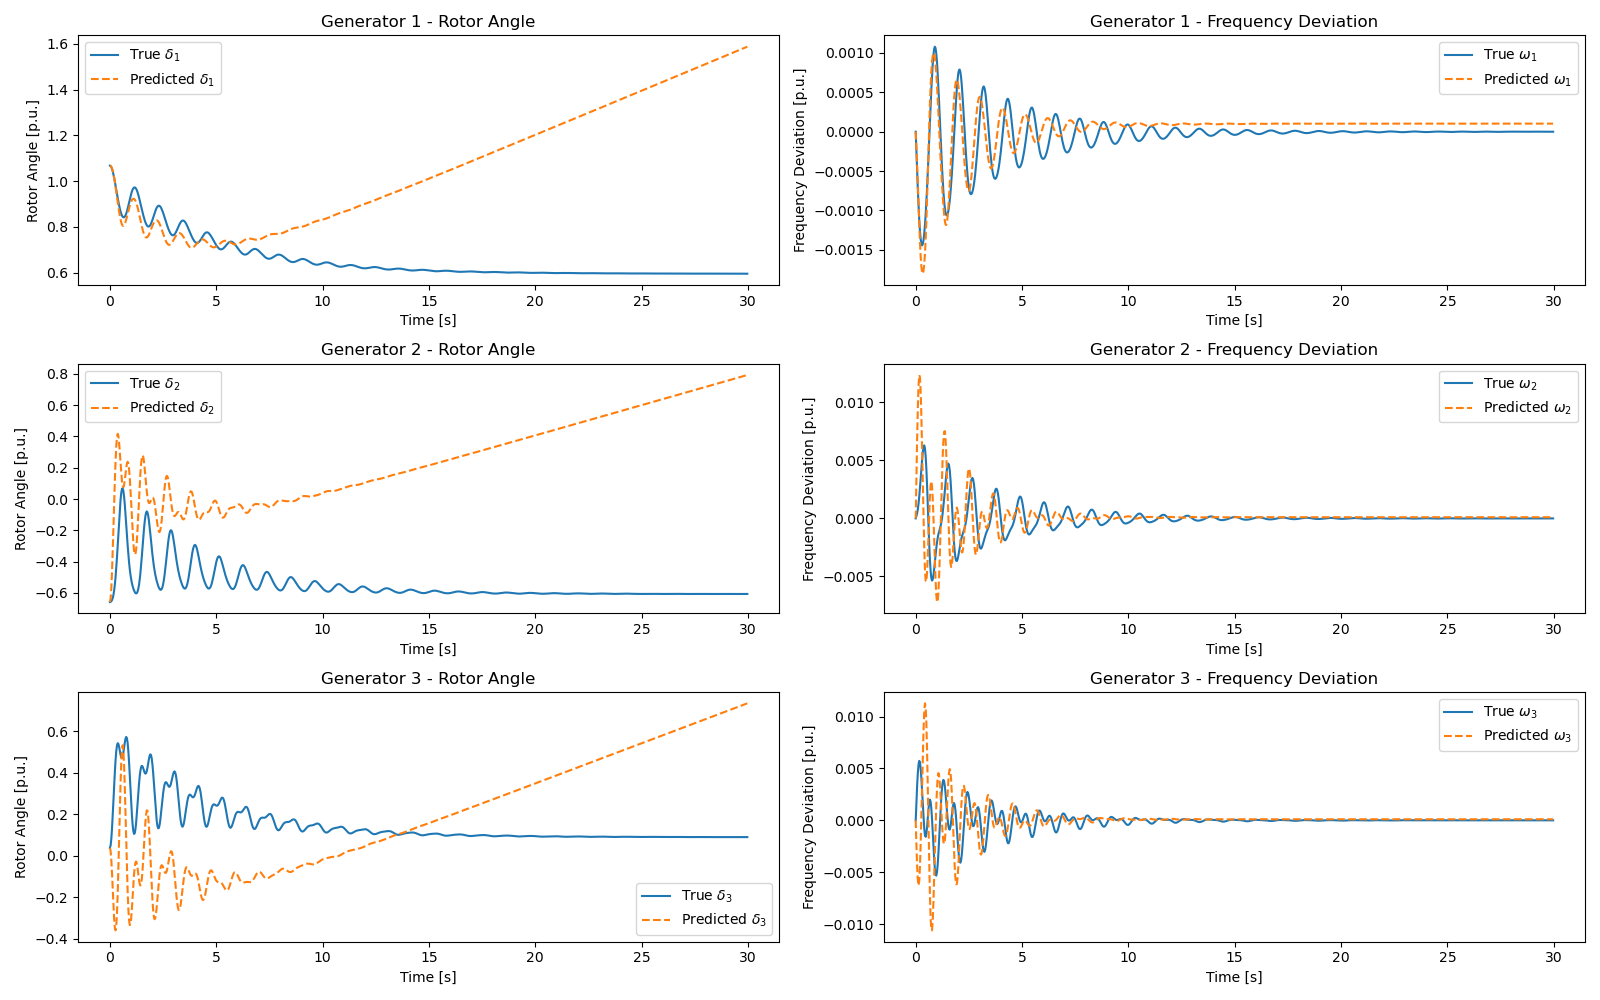 Generator 1 - Rotor Angle
Rotor Angle [p.u.]
1.6
1.4
1.2
1.0
0.8
0.6
True δ1
Predicted δ1
0 5 10 15 20 25 30
Time [s]
Generator 1 - Frequency Deviation
Frequency Deviation [p.u.]
0.0010
0.0005
0.0000
−0.0005
−0.0010
−0.0015
True ω1
Predicted ω1
0 5 10 15 20 25 30
Time [s]
Generator 2 - Rotor Angle
Rotor Angle [p.u.]
0.8
0.6
0.4
0.2
0.0
−0.2
−0.4
−0.6
True δ2
Predicted δ2
0 5 10 15 20 25 30
Time [s]
Generator 2 - Frequency Deviation
Frequency Deviation [p.u.]
0.010
0.005
0.000
−0.005
True ω2
Predicted ω2
0 5 10 15 20 25 30
Time [s]
Generator 3 - Rotor Angle
Rotor Angle [p.u.]
0.6
0.4
0.2
0.0
−0.2
−0.4
True δ3
Predicted δ3
0 5 10 15 20 25 30
Time [s]
Generator 3 - Frequency Deviation
Frequency Deviation [p.u.]
0.010
0.005
0.000
−0.005
−0.010
True ω3
Predicted ω3
0 5 10 15 20 25 30
Time [s]